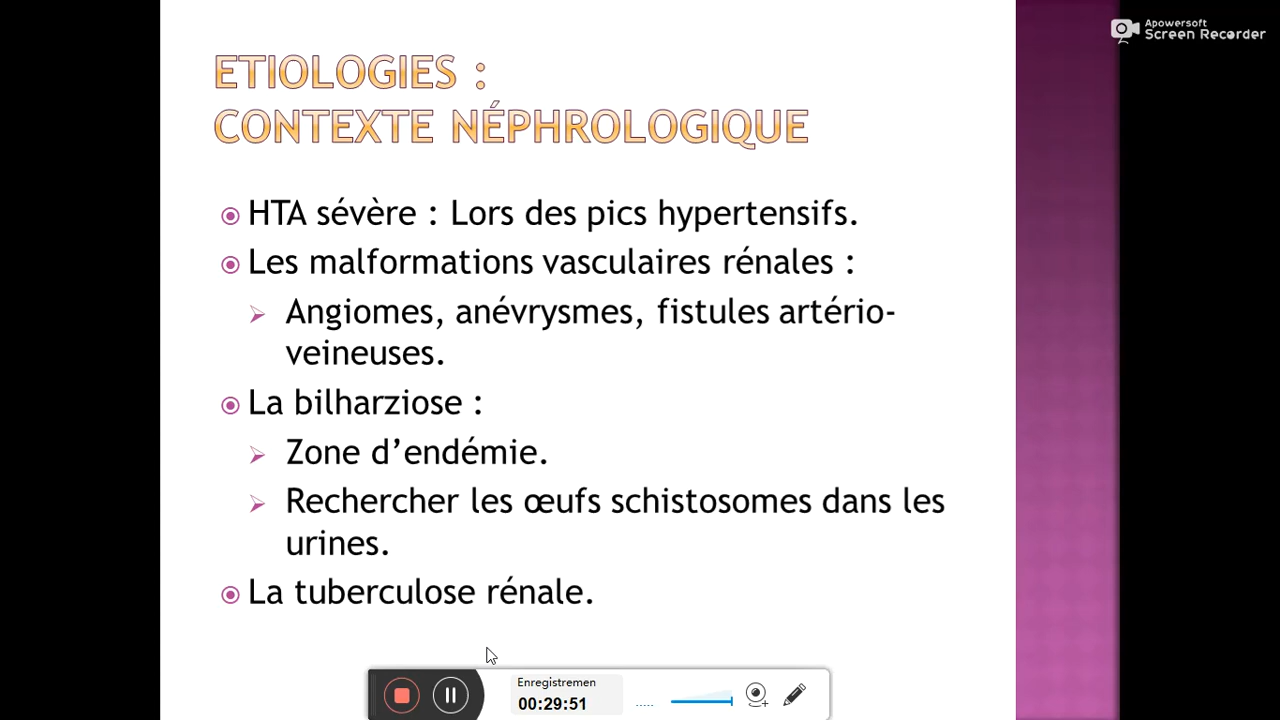 Apowersoft
Screen Recorder
ETIOLOGIES :
CONTEXTE NÉPHROLOGIQUE
HTA sévère : Lors des pics hypertensifs.
Les malformations vasculaires rénales :
Angiomes, anévrysmes, fistules artério-
veineuses.
La bilharziose :
Zone d’endémie.
Rechercher les œufs schistosomes dans les
urines.
La tuberculose rénale.
Enregistremen
00:29:51